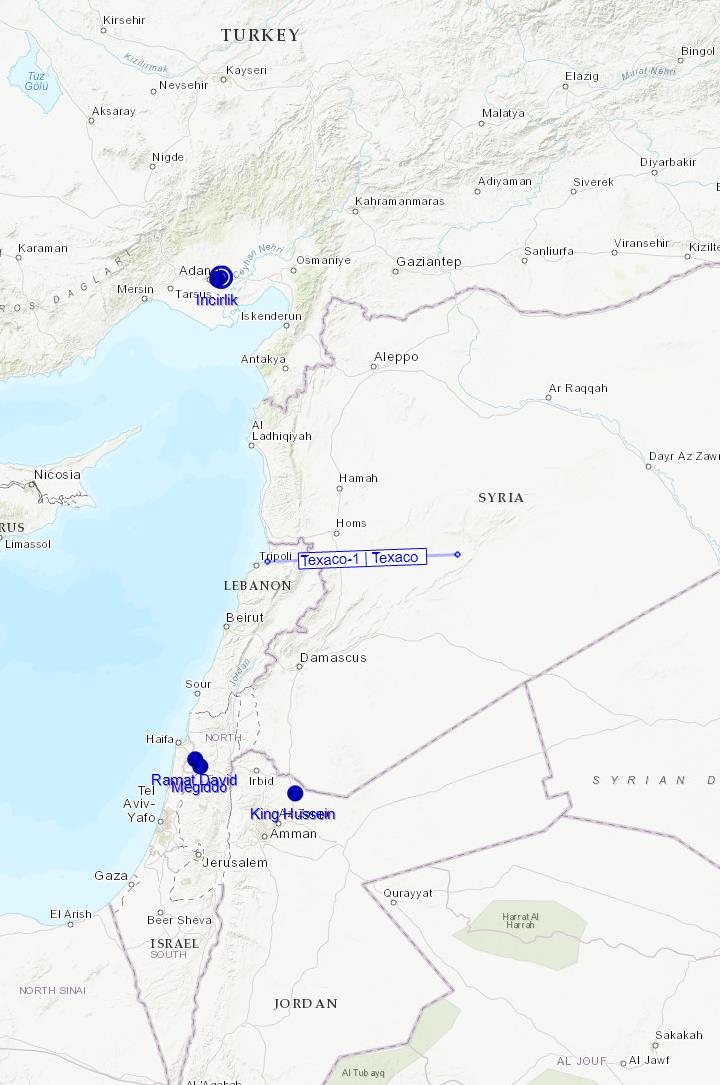 Kirsehir
TURKEY
Kizilirmak
Bingol
Kayseri
Elazig
Murat Nehri
Tuz
Gölü
Nevsehir
Aksaray
Malatya
Nigde
Diyarbakir
Adiyaman
Siverek
Kahramanmaras
Karaman
Ceyhan Nehri
Osmaniye
Gaziantep
Sanliurfa
Viransehir
Kizilte
ROS DAGLARI
Adan
Mersin
Tarsus
Incirlik
Iskenderun
Antakya
Aleppo
Ar Raqqah
Al
Ladhiqiyah
Dayr Az Zawr
Nicosia
Hamah
SYRIA
RUS
Limassol
Homs
Tripoli
Texaco-1 | Texaco
LEBANON
Beirut
Damascus
Jordan
Sour
Haifa
NORTH
Ramat David
Megiddo
Irbid
SYRIAN D
Tel
Aviv-
Yafo
King Hussein
Amman
Jerusalem
Gaza
Qurayyat
El Arish
Beer Sheva
Harrat Al
Harrah
ISRAEL
SOUTH
NORTH SINAI
JORDAN
Sakakah
AL JOUF
Al Jawf
Al Tubayq
Al 'Aqabah